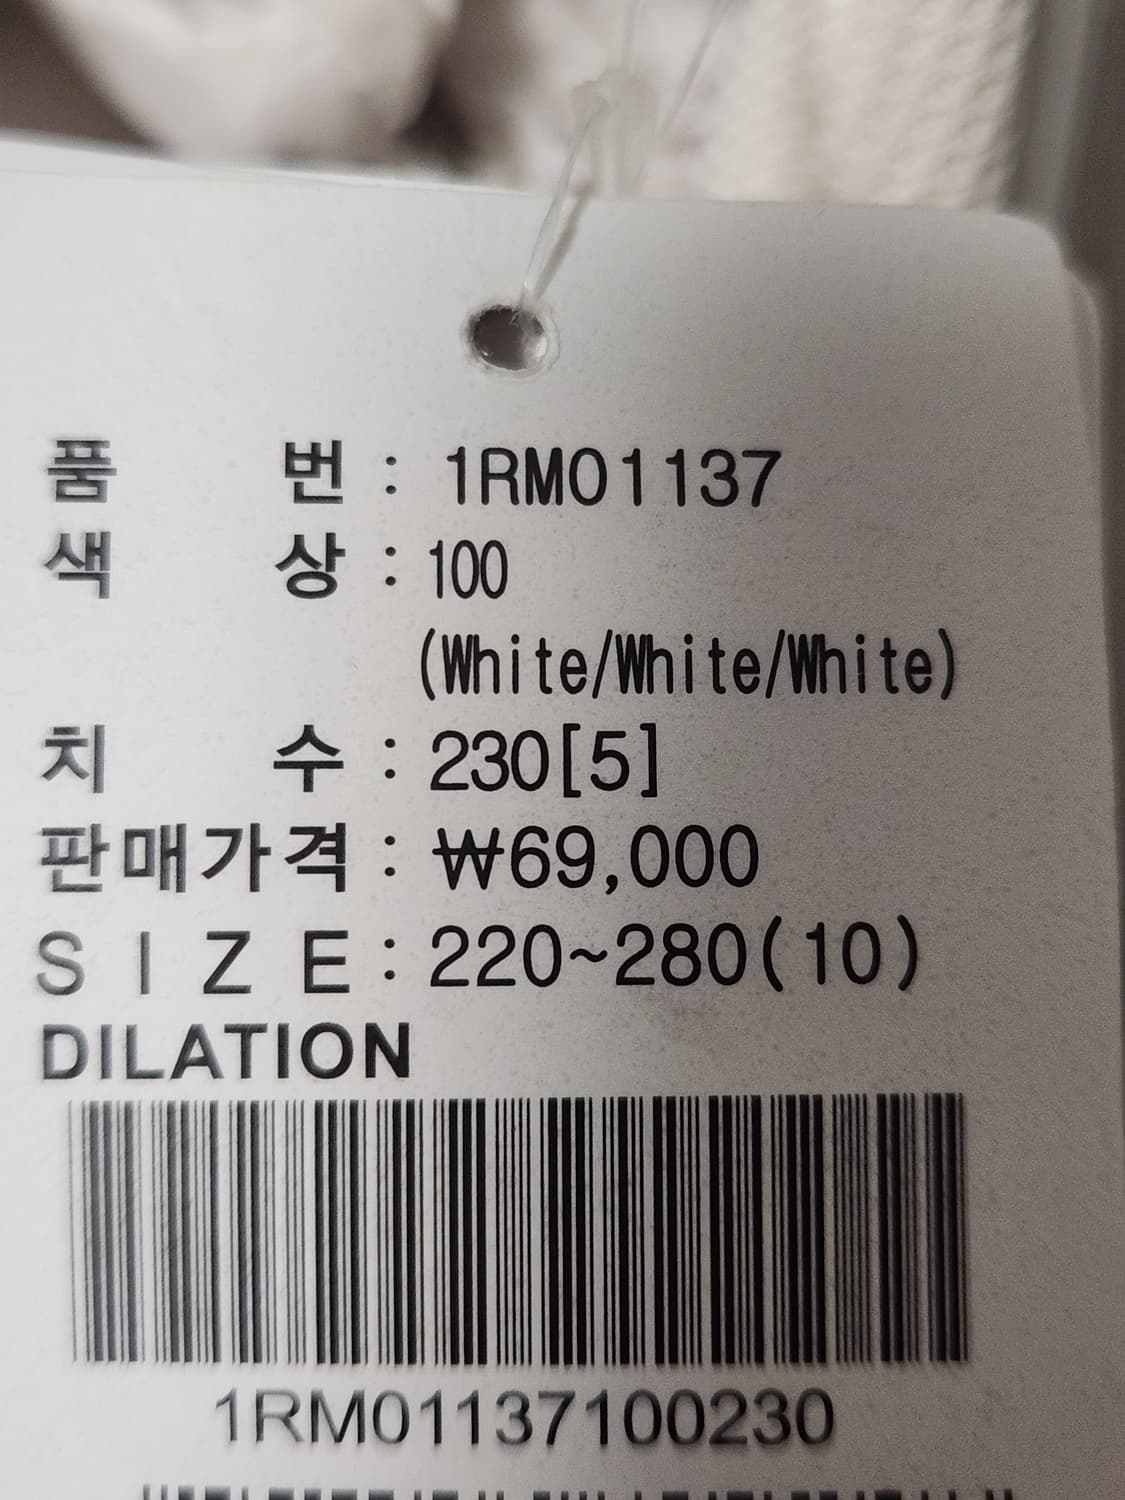 품 번 : 1RM01137
색 상 : 100
(White/White/White)
치 수 : 230[5]
판매가격 : ₩69,000
S I Z E : 220~280(10)
DILATION
1RM01137100230